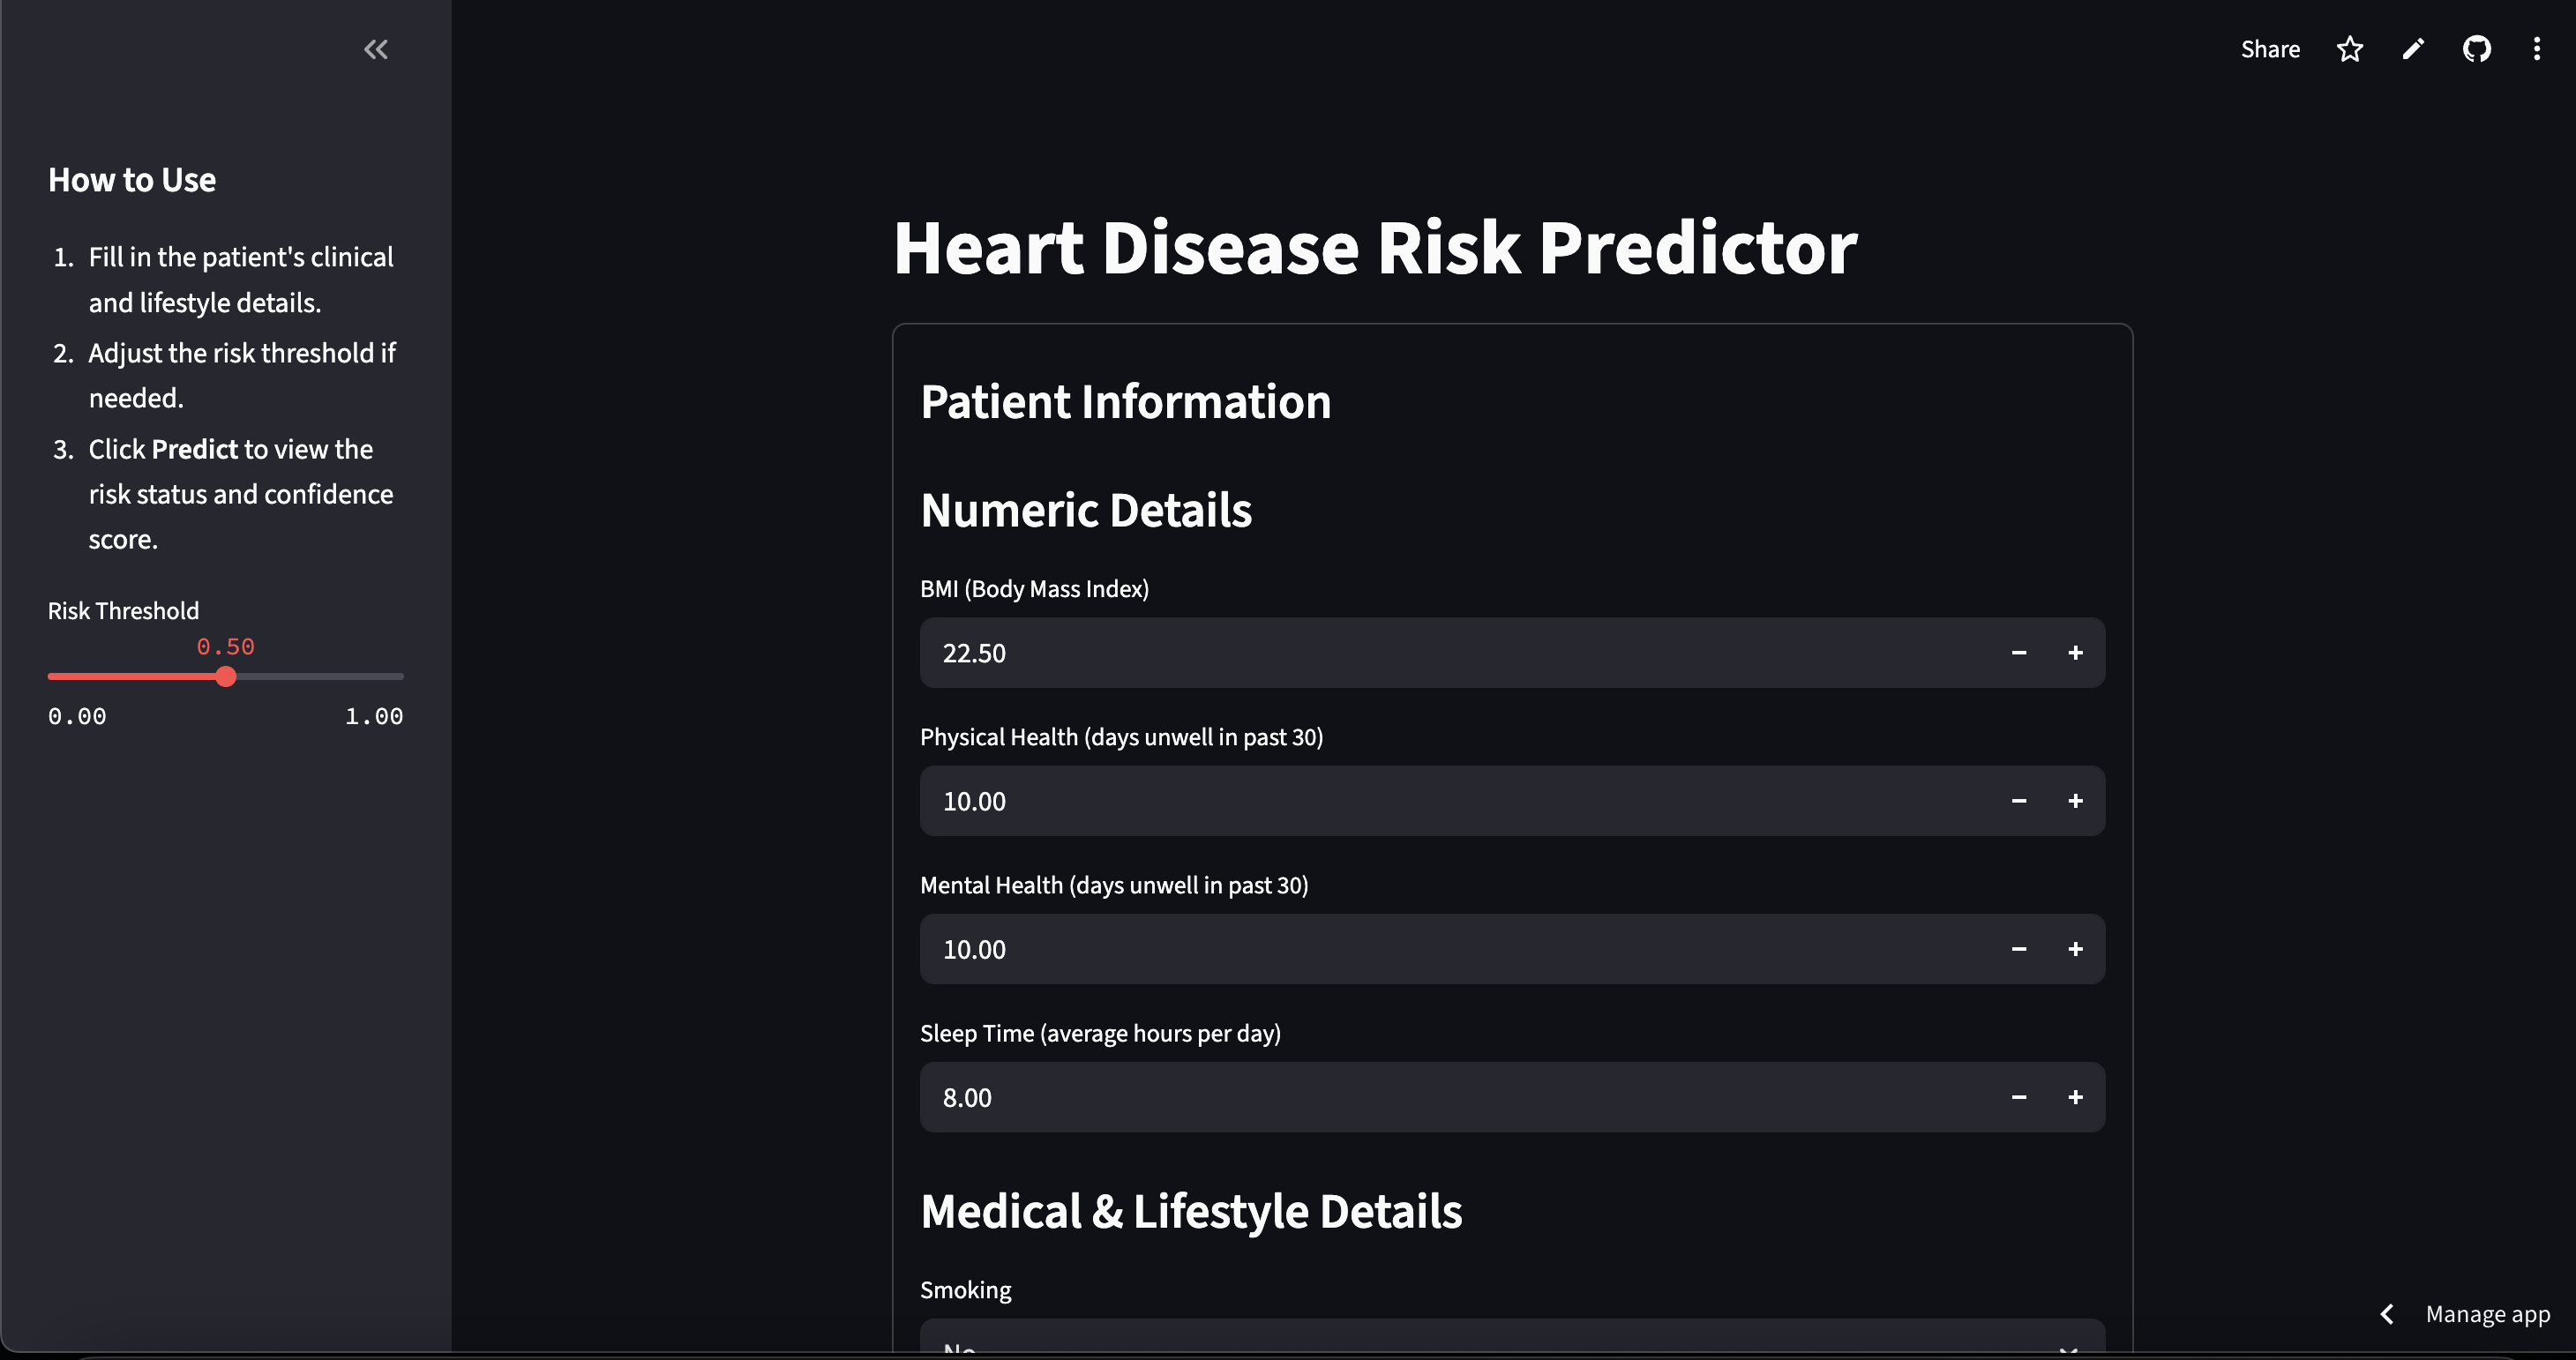 Share
How to Use
1. Fill in the patient's clinical
and lifestyle details.
2. Adjust the risk threshold if
needed.
3. Click Predict to view the
risk status and confidence
score.
Risk Threshold
0.50
0.00 1.00
Heart Disease Risk Predictor
Patient Information
Numeric Details
BMI (Body Mass Index)
22.50
Physical Health (days unwell in past 30)
10.00
Mental Health (days unwell in past 30)
10.00
Sleep Time (average hours per day)
8.00
Medical & Lifestyle Details
Smoking
No
Manage app